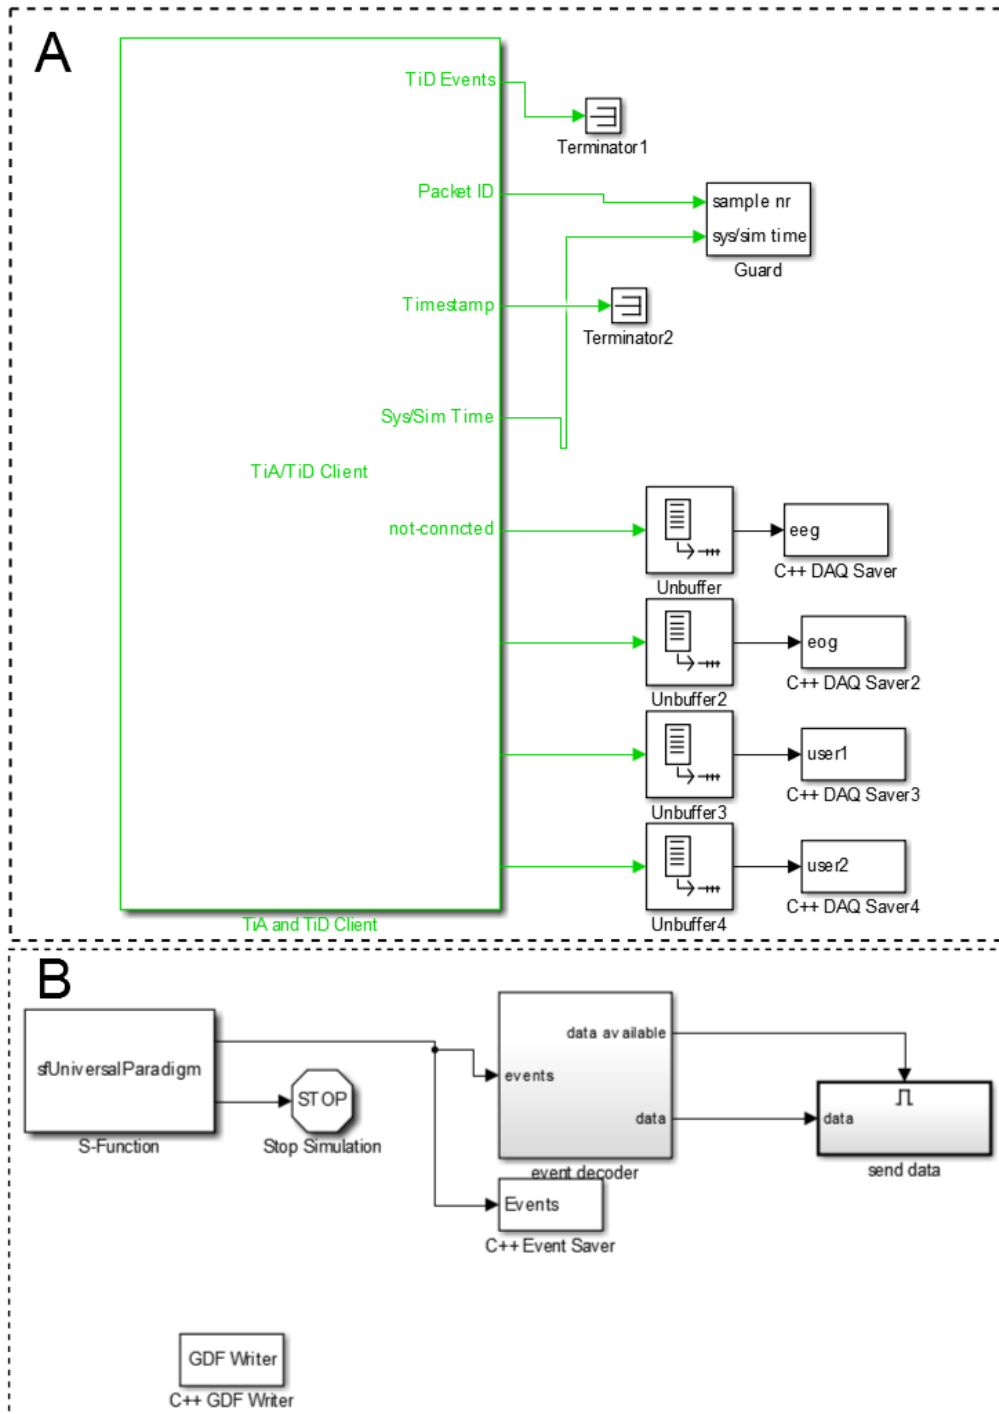 A
TiD Events
Terminator1
Packet ID
sample nr
sys/sim time
Guard
Timestamp
Terminator2
Sys/Sim Time
TiA/TiD Client
not-conncted
Unbuffer
eeg
C++ DAQ Saver
Unbuffer2
eog
C++ DAQ Saver2
Unbuffer3
user1
C++ DAQ Saver3
Unbuffer4
user2
C++ DAQ Saver4
TiA and TiD Client
B
sfUniversalParadigm
S-Function
STOP
Stop Simulation
data available
events
data
event decoder
data
send data
Events
C++ Event Saver
GDF Writer
C++ GDF Writer